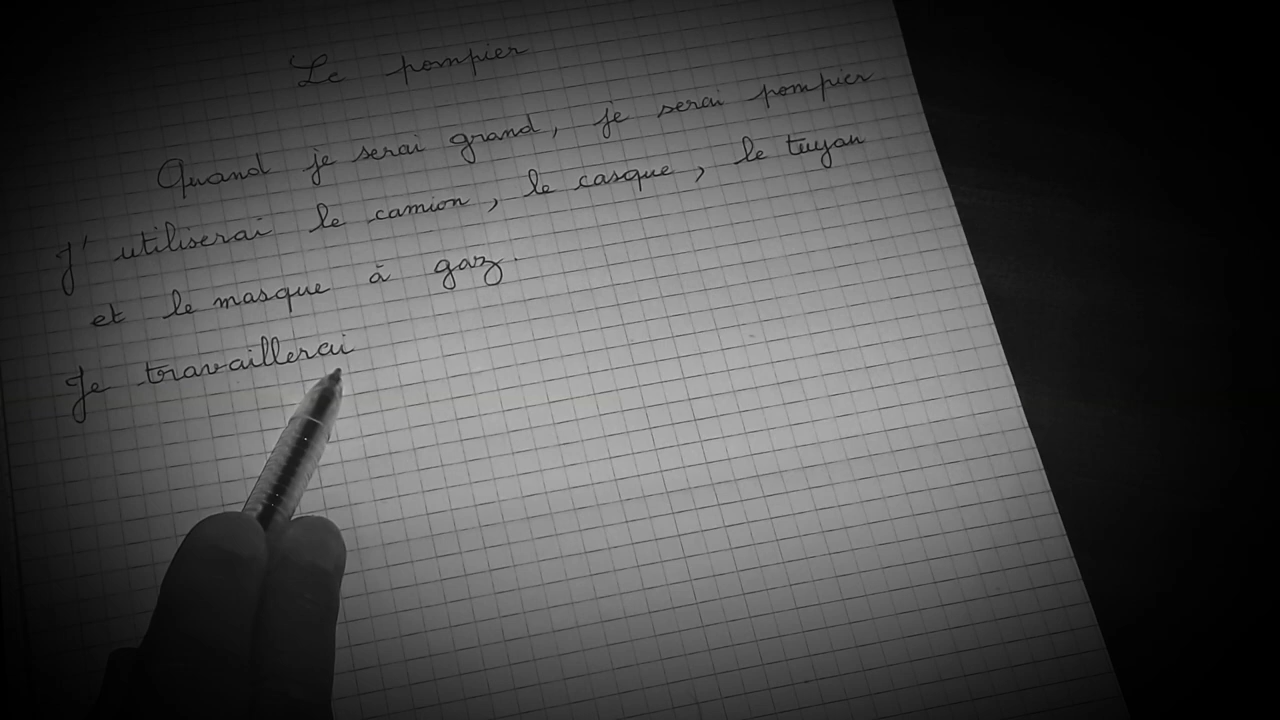 Le pompier
Quand je serai grand, je serai pompier
J'utiliserai le camion, le casque, le tuyau
et le masque à gaz.
Je travaillerai